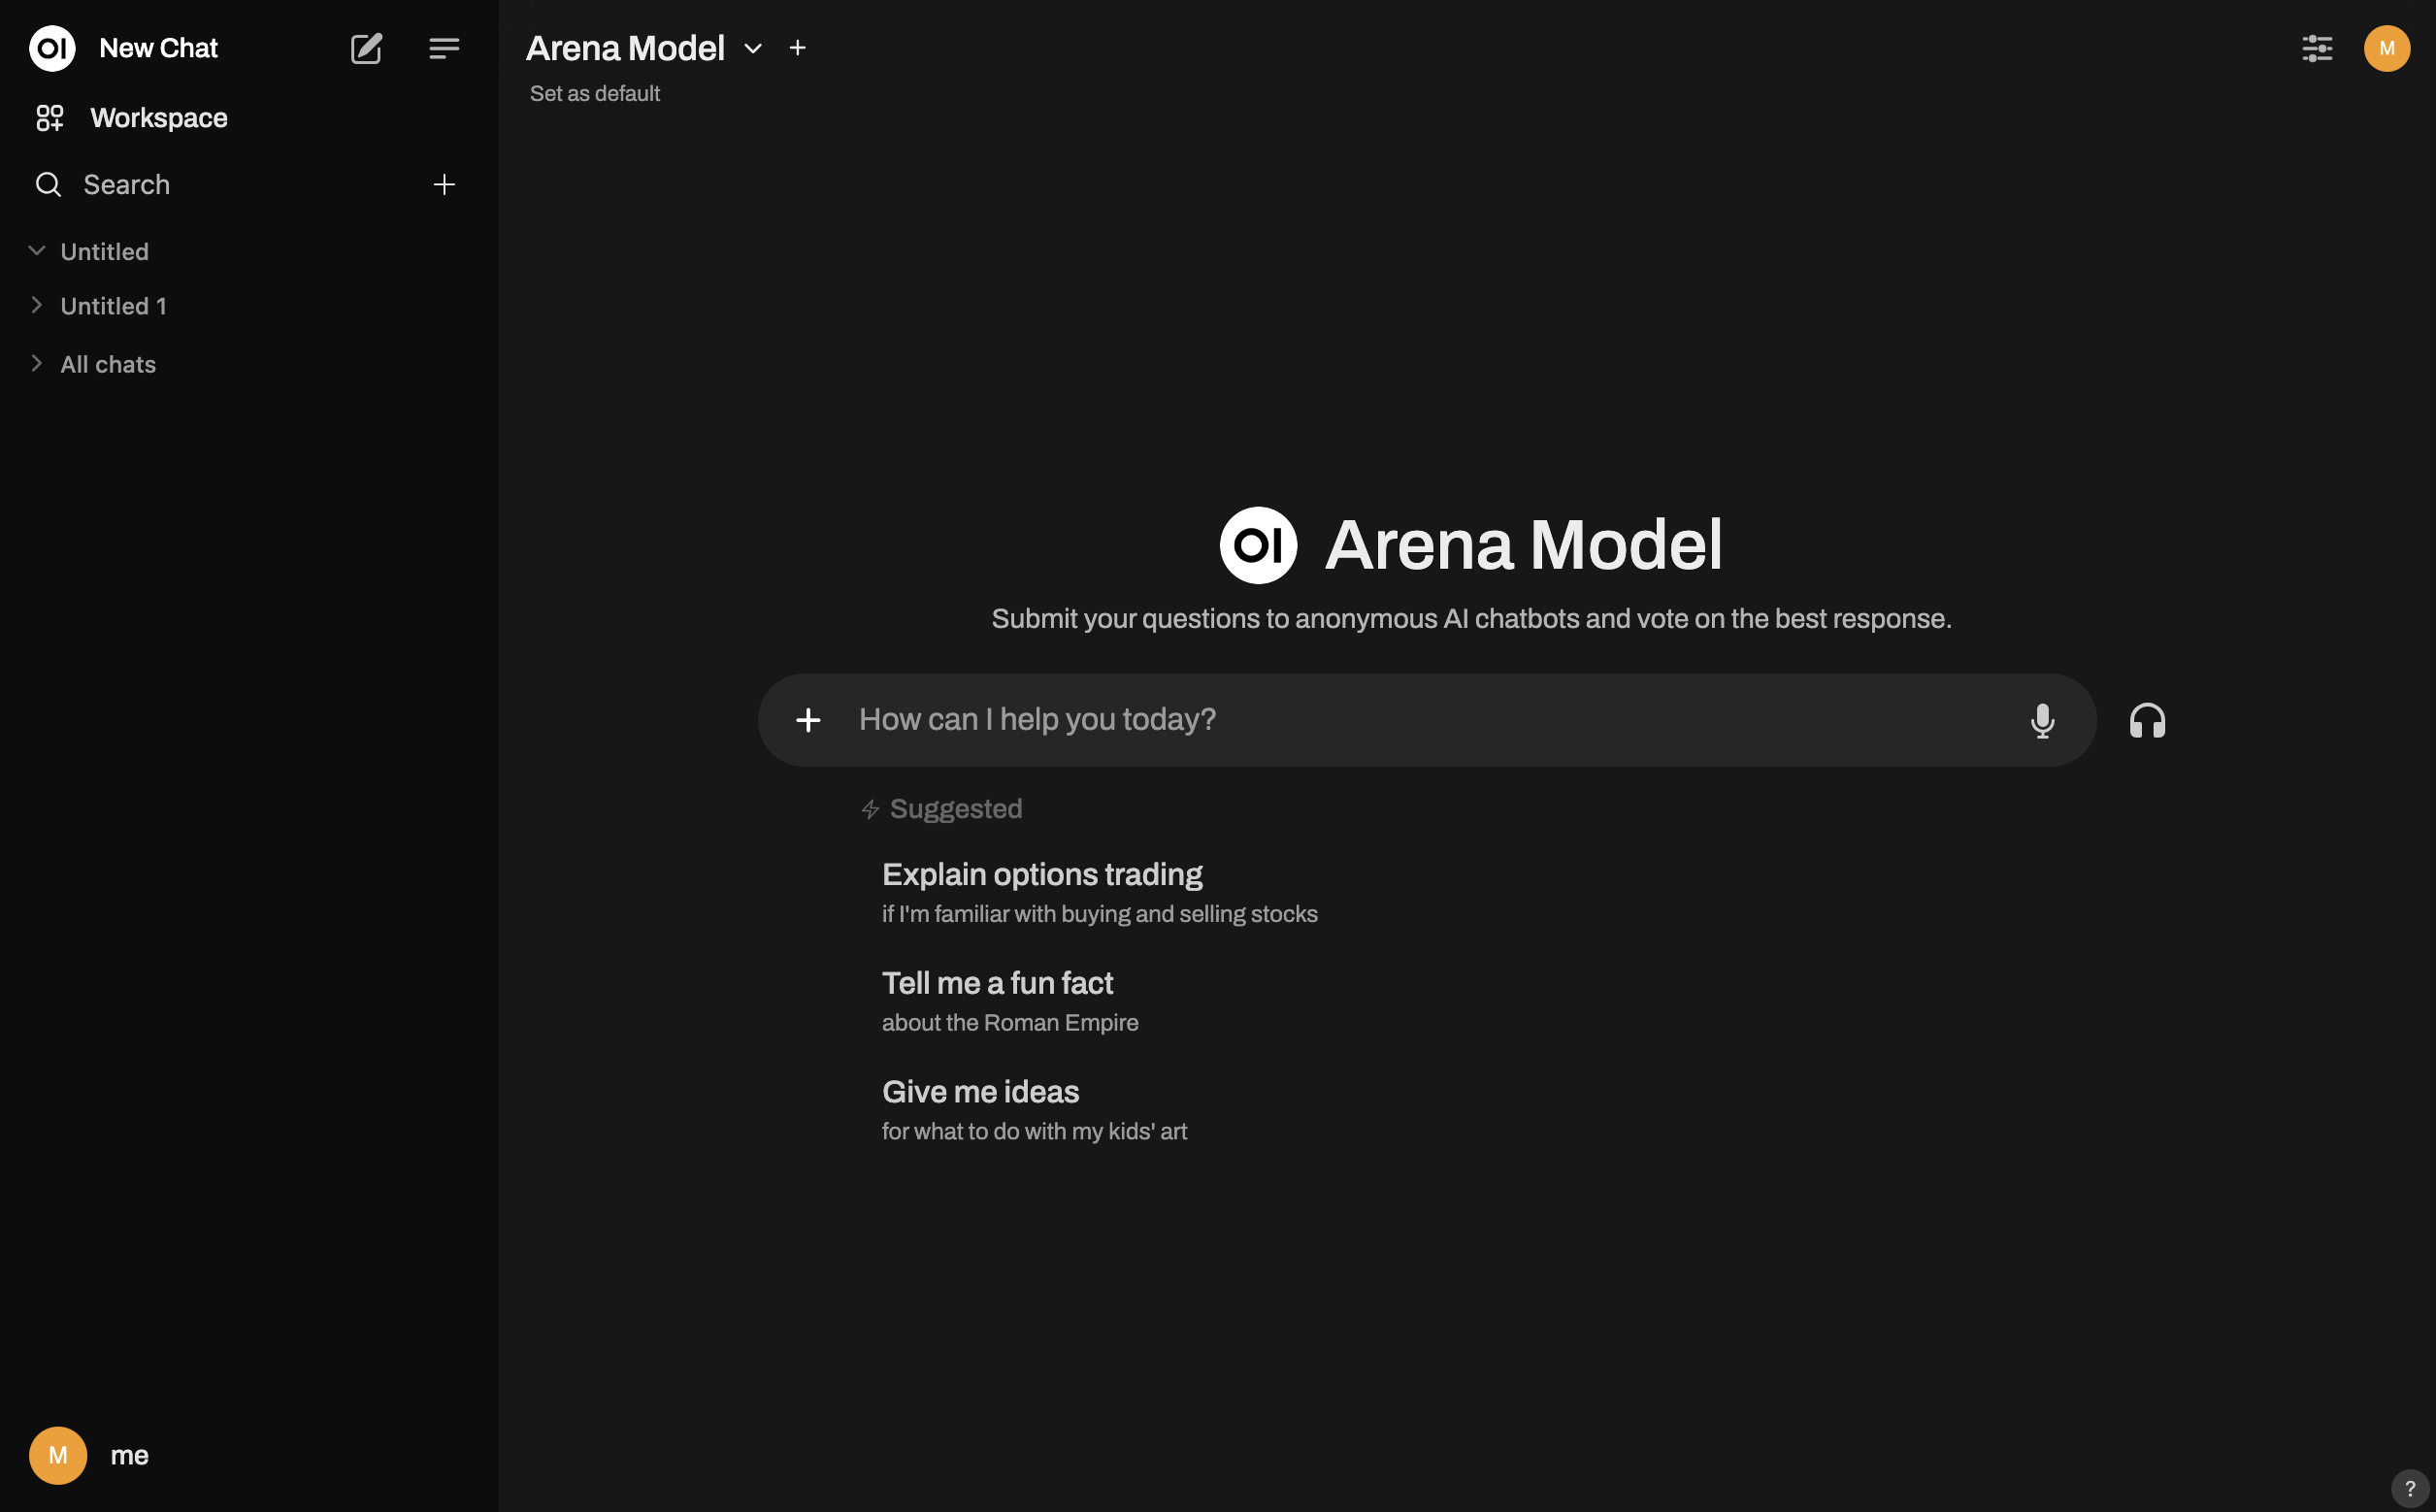 OI New Chat
Workspace
Search
Untitled
Untitled 1
All chats
M me
Arena Model
Set as default
M
OI Arena Model
Submit your questions to anonymous AI chatbots and vote on the best response.
How can I help you today?
Suggested
Explain options trading
if I'm familiar with buying and selling stocks
Tell me a fun fact
about the Roman Empire
Give me ideas
for what to do with my kids' art
?